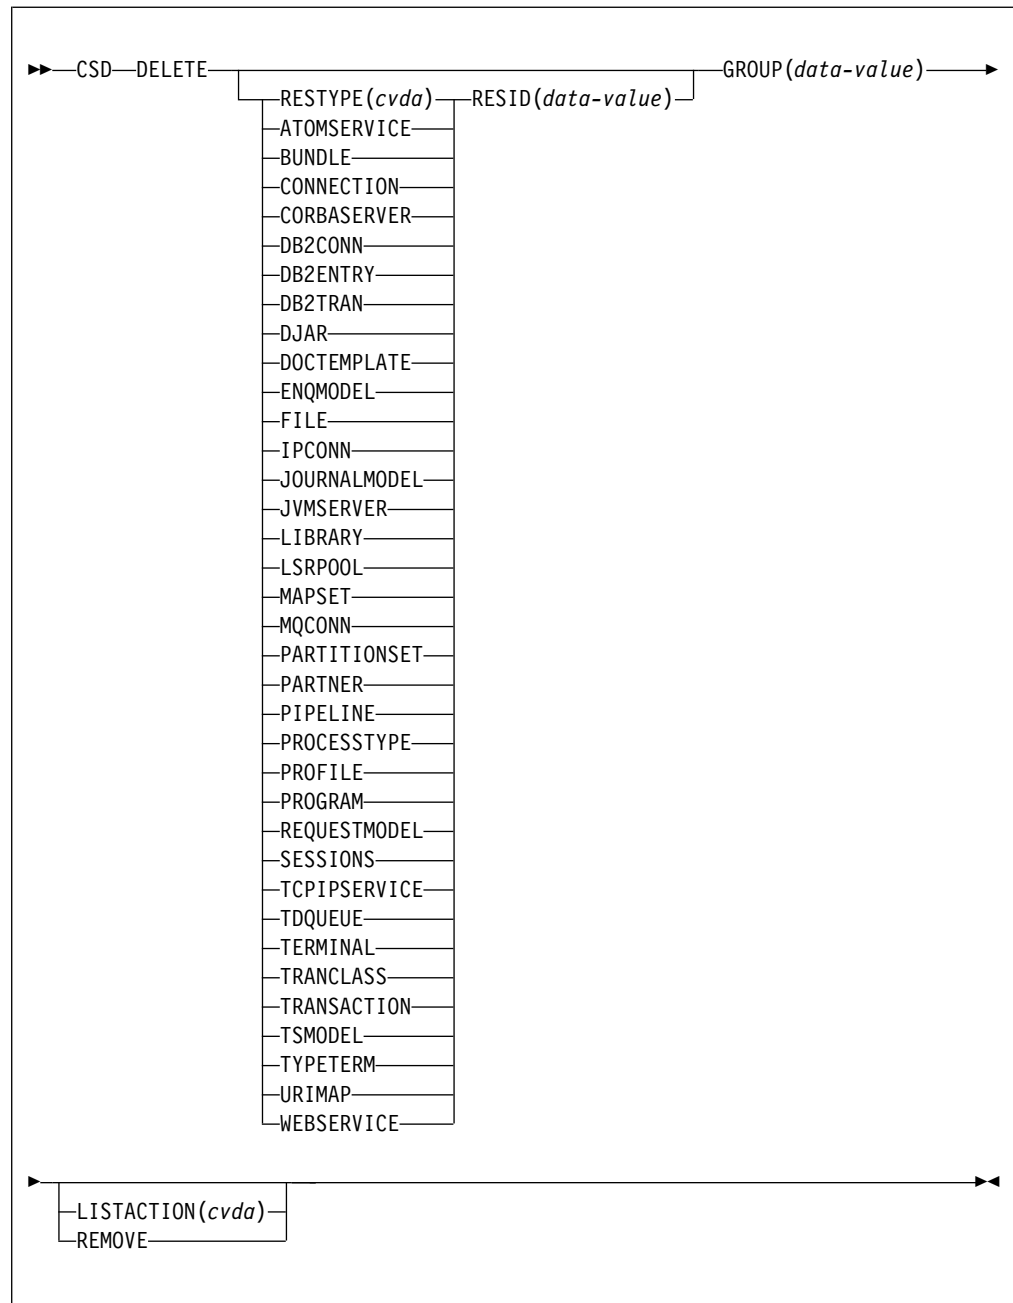 CSD DELETE GROUP(data-value)
RESTYPE(cvda) RESID(data-value)
ATOMSERVICE
BUNDLE
CONNECTION
CORBASERVER
DB2CONN
DB2ENTRY
DB2TRAN
DJAR
DOCTEMPLATE
ENQMODEL
FILE
IPCONN
JOURNALMODEL
JVMSERVER
LIBRARY
LSRPOOL
MAPSET
MQCONN
PARTITIONSET
PARTNER
PIPELINE
PROCESSTYPE
PROFILE
PROGRAM
REQUESTMODEL
SESSIONS
TCPIPSERVICE
TDQUEUE
TERMINAL
TRANCLASS
TRANSACTION
TSMODEL
TYPETERM
URIMAP
WEBSERVICE
LISTACTION(cvda)
REMOVE